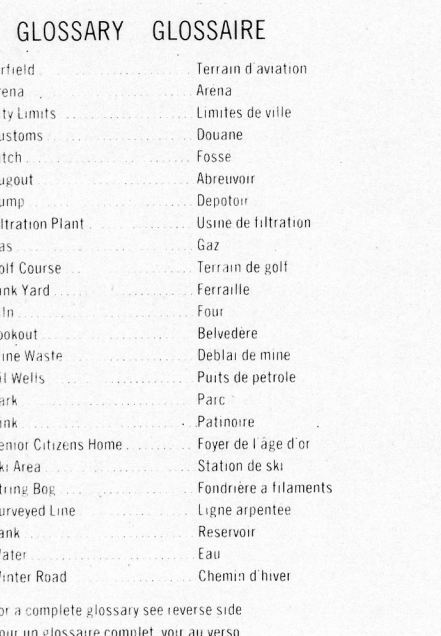 GLOSSARY GLOSSAIRE
rfield Terrain d'aviation
rena Arena
ty Limits Limites de ville
ustoms Douane
tch Fosse
ugout Abreuvoir
ump Depotoir
ltration Plant Usine de filtration
as Gaz
olf Course Terrain de golf
nk Yard Ferraille
ln Four
ookout Belvedère
ine Waste Deblai de mine
il Wells Puits de petrole
ark Parc
ink Patinoire
enior Citizens Home Foyer de l'âge d'or
ki Area Station de ski
tring Bog Fondrière a filaments
urveyed Line Ligne arpentee
ank Reservoir
ater Eau
inter Road Chemin d'hiver
or a complete glossary see reverse side
our un glossaire complet, voir au verso